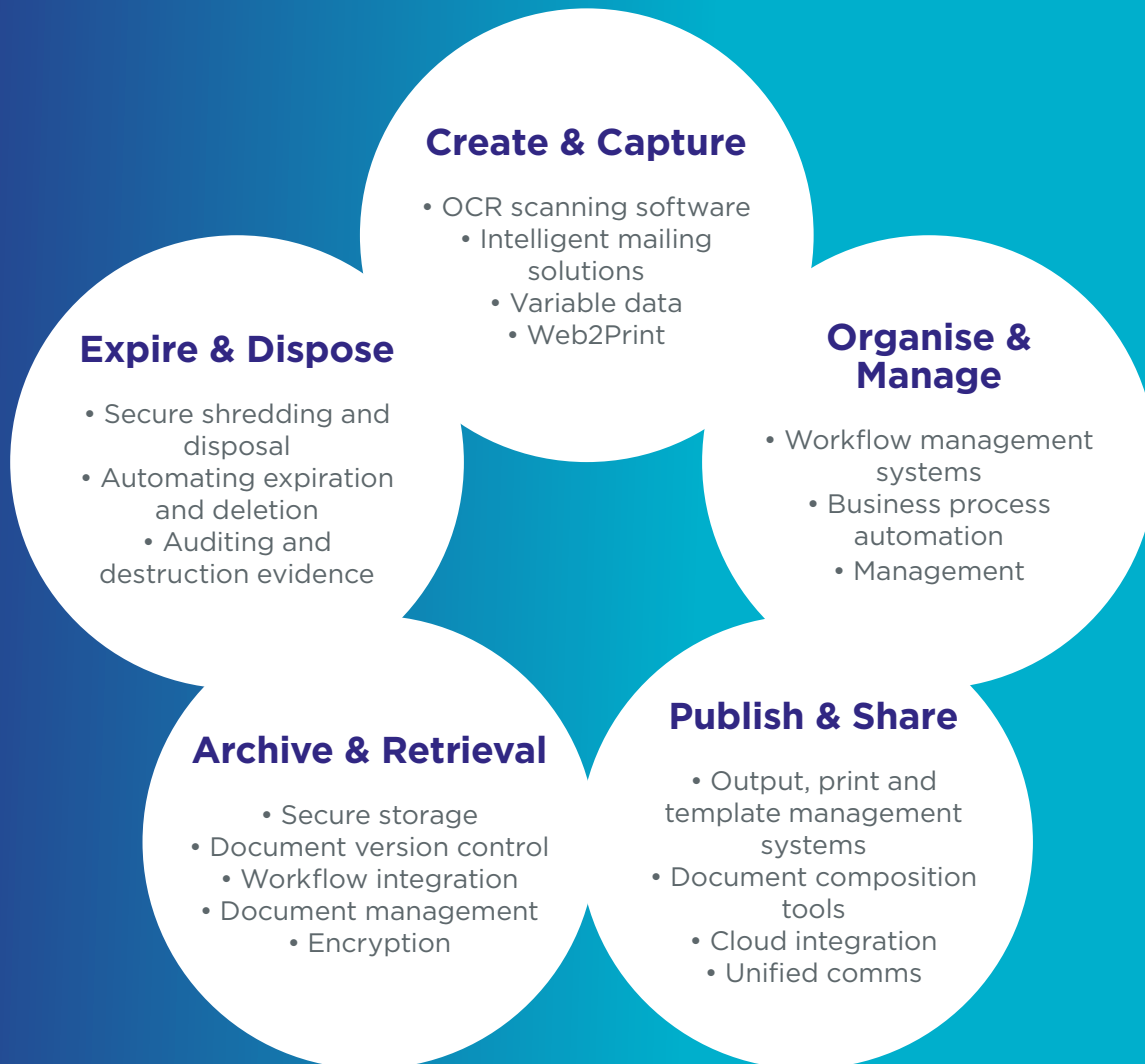 Create & Capture
• OCR scanning software
• Intelligent mailing
solutions
• Variable data
• Web2Print
Organise &
Manage
• Workflow management
systems
• Business process
automation
• Management
Publish & Share
• Output, print and
template management
systems
• Document composition
tools
• Cloud integration
• Unified comms
Archive & Retrieval
• Secure storage
• Document version control
• Workflow integration
• Document management
• Encryption
Expire & Dispose
• Secure shredding and
disposal
• Automating expiration
and deletion
• Auditing and
destruction evidence